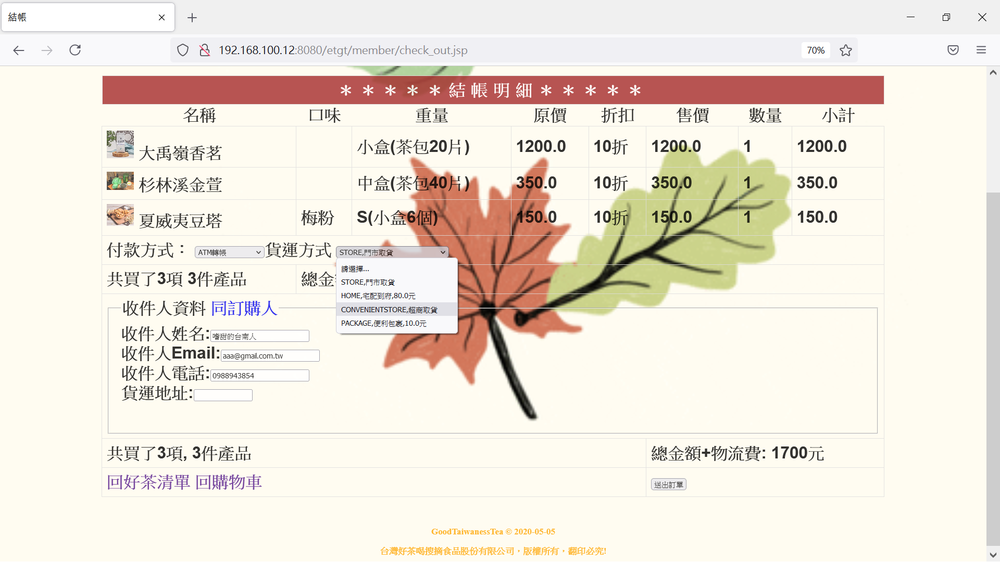 結帳
192.168.100.12:8080/etgt/member/check_out.jsp
70%
＊＊＊＊＊結帳明細＊＊＊＊＊
名稱 口味 重量 原價 折扣 售價 數量 小計
大禹嶺香茗 小盒(茶包20片) 1200.0 10折 1200.0 1 1200.0
杉林溪金萱 中盒(茶包40片) 350.0 10折 350.0 1 350.0
夏威夷豆塔 梅粉 S(小盒6個) 150.0 10折 150.0 1 150.0
付款方式： ATM轉帳 貨運方式 STORE,門市取貨
請選擇...
STORE,門市取貨
HOME,宅配到府,80.0元
CONVENIENTSTORE,超商取貨
PACKAGE,便利包裹,10.0元
共買了3項 3件產品 總金
收件人資料 同訂購人
收件人姓名:嗜甜的台南人
收件人Email:aaa@gmail.com.tw
收件人電話:0988943854
貨運地址:
共買了3項, 3件產品 總金額+物流費: 1700元
回好茶清單 回購物車 送出訂單
GoodTaiwanessTea © 2020-05-05
台灣好茶喝搜摘食品股份有限公司，版權所有，翻印必究!